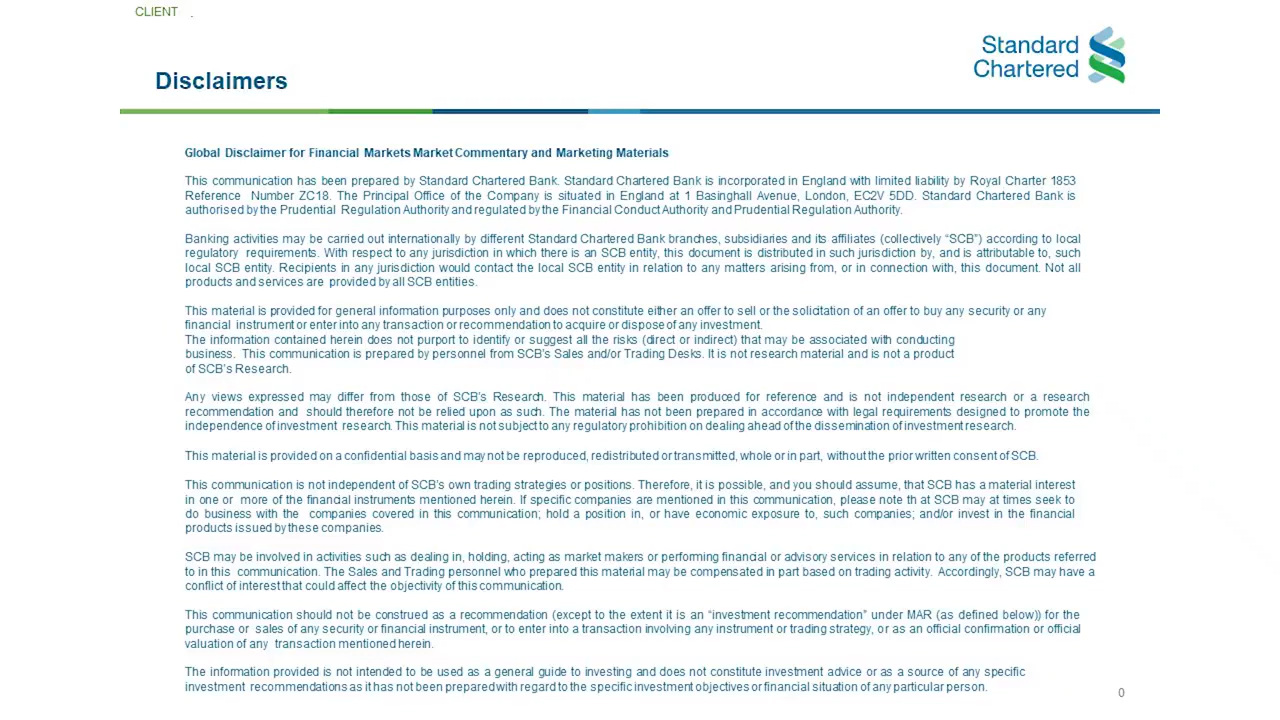 CLIENT .
Standard
Chartered
Disclaimers
Global Disclaimer for Financial Markets Market Commentary and Marketing Materials
This communication has been prepared by Standard Chartered Bank. Standard Chartered Bank is incorporated in England with limited liability by Royal Charter 1853
Reference Number ZC18. The Principal Office of the Company is situated in England at 1 Basinghall Avenue, London, EC2V 5DD. Standard Chartered Bank is
authorised by the Prudential Regulation Authority and regulated by the Financial Conduct Authority and Prudential Regulation Authority.
Banking activities may be carried out internationally by different Standard Chartered Bank branches, subsidiaries and its affiliates (collectively “SCB”) according to local
regulatory requirements. With respect to any jurisdiction in which there is an SCB entity, this document is distributed in such jurisdiction by, and is attributable to, such
local SCB entity. Recipients in any jurisdiction would contact the local SCB entity in relation to any matters arising from, or in connection with, this document. Not all
products and services are provided by all SCB entities.
This material is provided for general information purposes only and does not constitute either an offer to sell or the solicitation of an offer to buy any security or any
financial instrument or enter into any transaction or recommendation to acquire or dispose of any investment.
The information contained herein does not purport to identify or suggest all the risks (direct or indirect) that may be associated with conducting
business. This communication is prepared by personnel from SCB’s Sales and/or Trading Desks. It is not research material and is not a product
of SCB’s Research.
Any views expressed may differ from those of SCB’s Research. This material has been produced for reference and is not independent research or a research
recommendation and should therefore not be relied upon as such. The material has not been prepared in accordance with legal requirements designed to promote the
independence of investment research. This material is not subject to any regulatory prohibition on dealing ahead of the dissemination of investment research.
This material is provided on a confidential basis and may not be reproduced, redistributed or transmitted, whole or in part, without the prior written consent of SCB.
This communication is not independent of SCB’s own trading strategies or positions. Therefore, it is possible, and you should assume, that SCB has a material interest
in one or more of the financial instruments mentioned herein. If specific companies are mentioned in this communication, please note th at SCB may at times seek to
do business with the companies covered in this communication; hold a position in, or have economic exposure to, such companies; and/or invest in the financial
products issued by these companies.
SCB may be involved in activities such as dealing in, holding, acting as market makers or performing financial or advisory services in relation to any of the products referred
to in this communication. The Sales and Trading personnel who prepared this material may be compensated in part based on trading activity. Accordingly, SCB may have a
conflict of interest that could affect the objectivity of this communication.
This communication should not be construed as a recommendation (except to the extent it is an “investment recommendation” under MAR (as defined below)) for the
purchase or sales of any security or financial instrument, or to enter into a transaction involving any instrument or trading strategy, or as an official confirmation or official
valuation of any transaction mentioned herein.
The information provided is not intended to be used as a general guide to investing and does not constitute investment advice or as a source of any specific
investment recommendations as it has not been prepared with regard to the specific investment objectives or financial situation of any particular person.
0